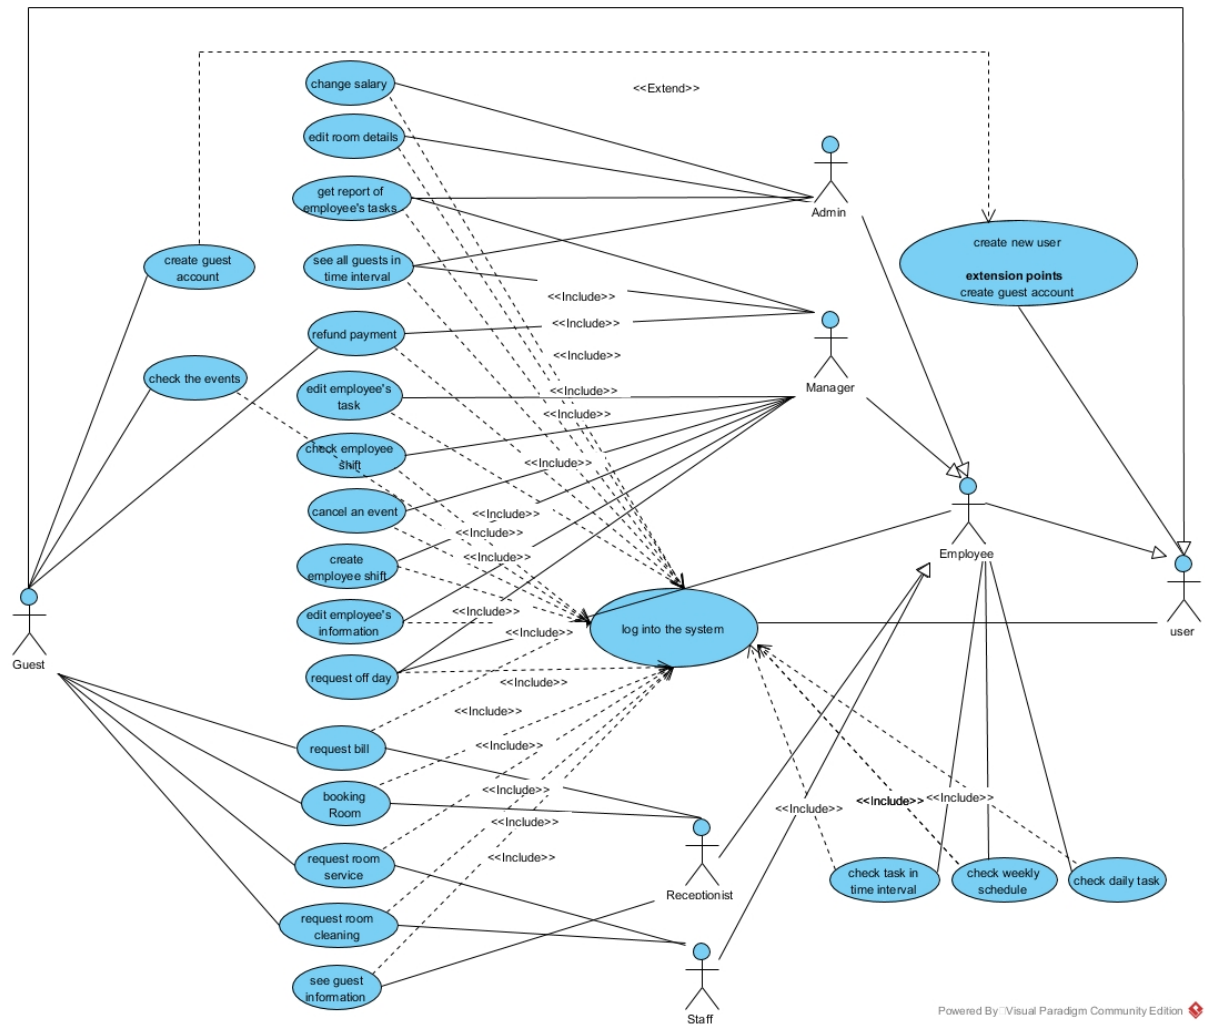 change salary
<<Extend>>
edit room details
Admin
get report of
employee's tasks
create new user
extension points
create guest account
create guest
account
see all guests in
time interval
<<Include>>
<<Include>>
refund payment
<<Include>>
check the events
Manager
edit employee's
task
<<Include>>
<<Include>>
check employee
shift
<<Include>>
cancel an event
<<Include>>
<<Include>>
Employee
create
employee shift
<<Include>>
edit employee's
information
<<Include>>
log into the system
user
<<Include>>
Guest
request off day
<<Include>>
<<Include>>
request bill
<<Include>>
booking
Room
<<Include>>
<<Include>>
<<Include>>
<<Include>>
<<Include>>
<<Include>>
request room
service
check task in
time interval
check weekly
schedule
check daily task
Receptionist
request room
cleaning
see guest
information
Staff
Powered By Visual Paradigm Community Edition